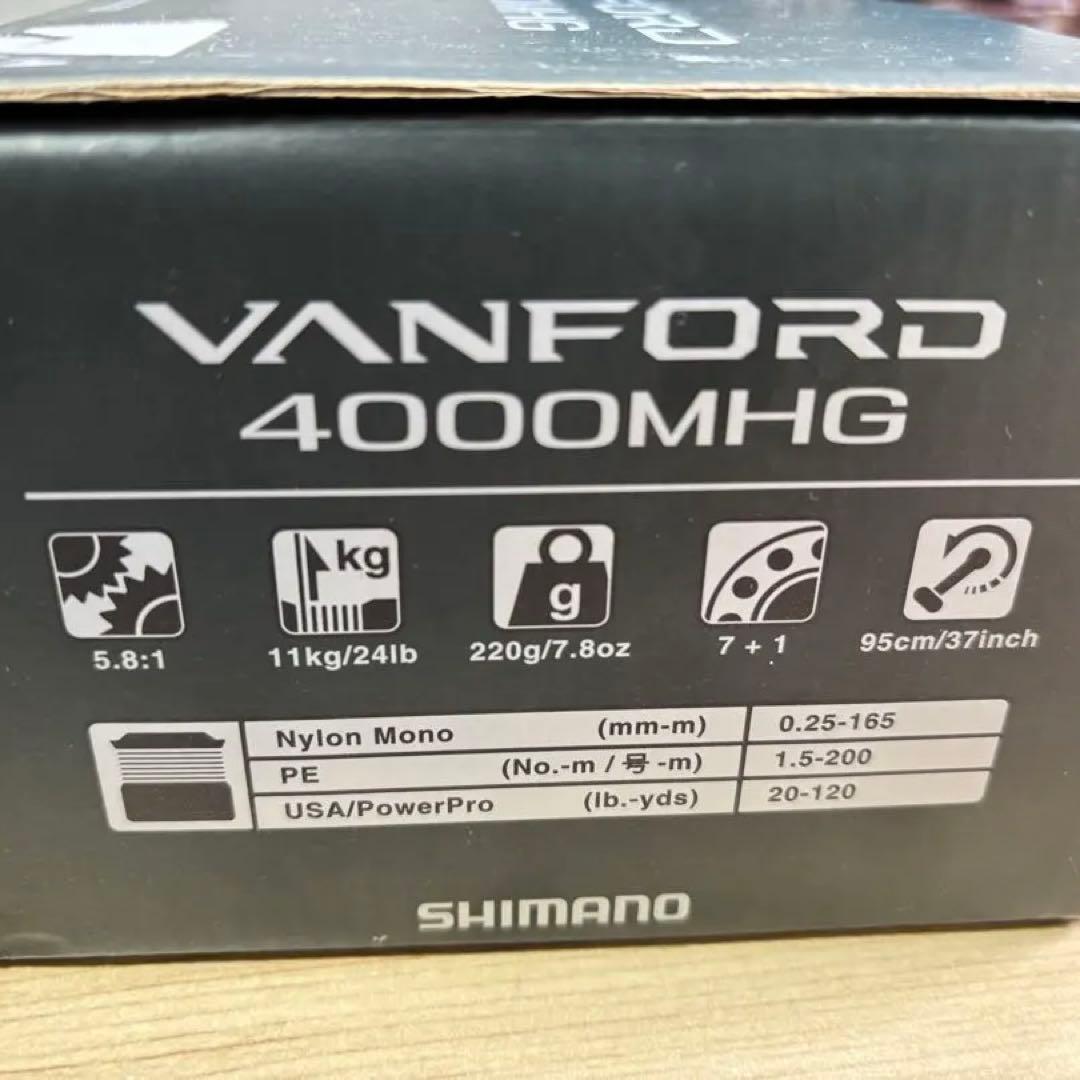 VANFORD
4000MHG
kg
g
5.8:1
11kg/24lb
220g/7.8oz
7 + 1
95cm/37inch
Nylon Mono (mm-m) 0.25-165
PE (No.-m / 号 -m) 1.5-200
USA/PowerPro (lb.-yds) 20-120
SHIMANO